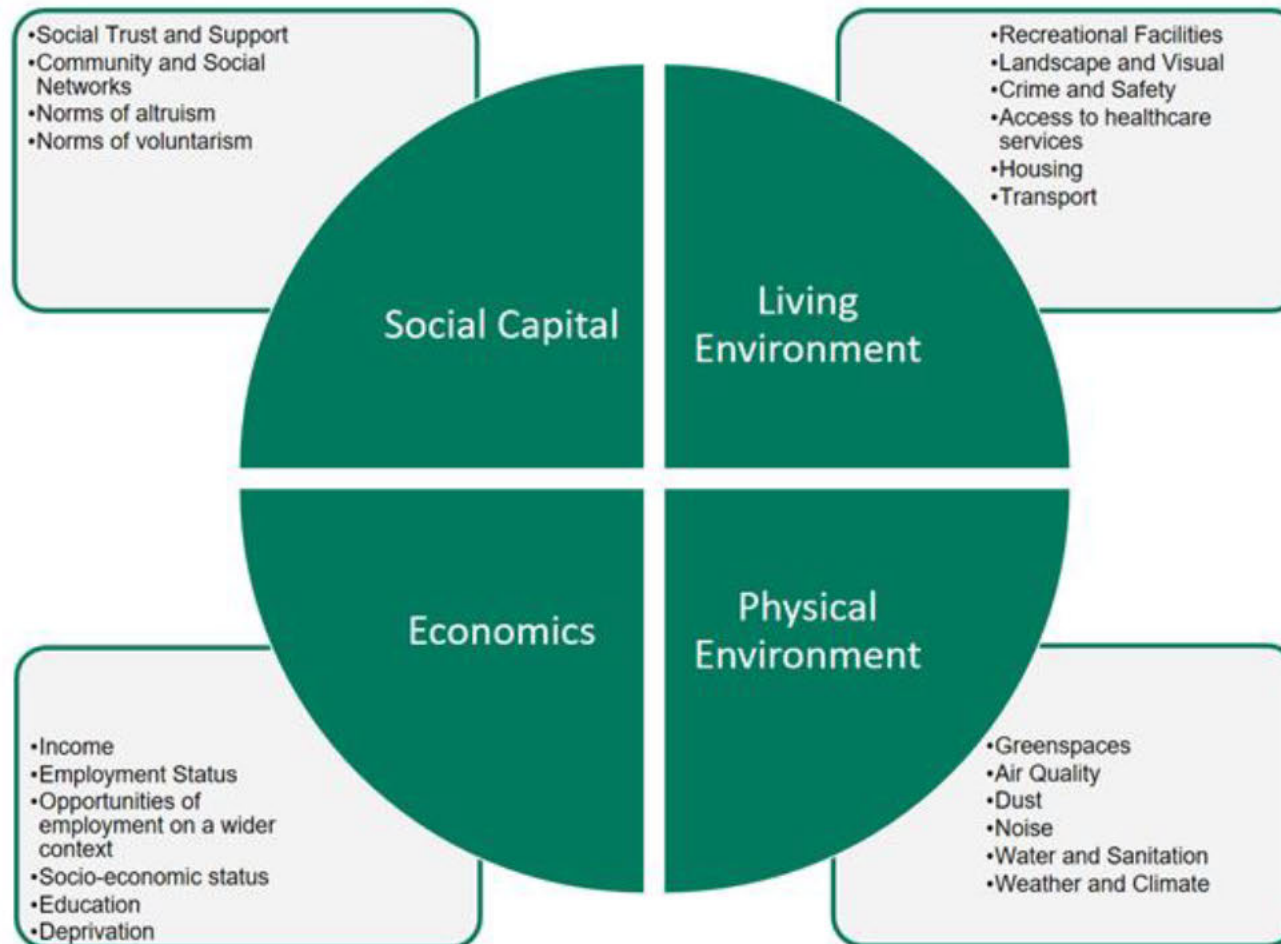 •Social Trust and Support
•Community and Social
Networks
•Norms of altruism
•Norms of voluntarism
•Recreational Facilities
•Landscape and Visual
•Crime and Safety
•Access to healthcare
services
•Housing
•Transport
Social Capital
Living
Environment
Economics
Physical
Environment
•Income
•Employment Status
•Opportunities of
employment on a wider
context
•Socio-economic status
•Education
•Deprivation
•Greenspaces
•Air Quality
•Dust
•Noise
•Water and Sanitation
•Weather and Climate